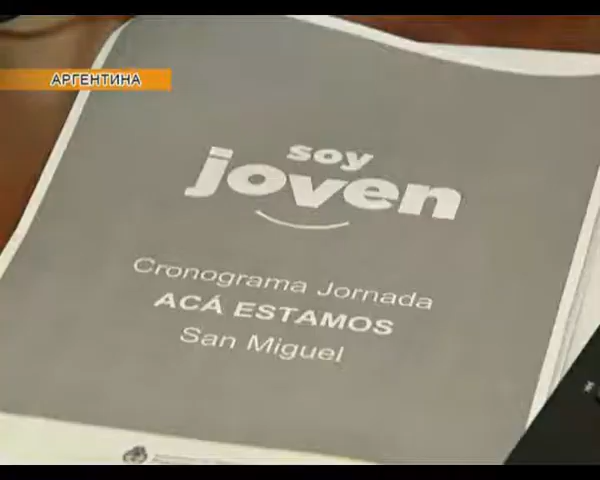 АРГЕНТИНА
soy
joven
Cronograma Jornada
ACÁ ESTAMOS
San Miguel